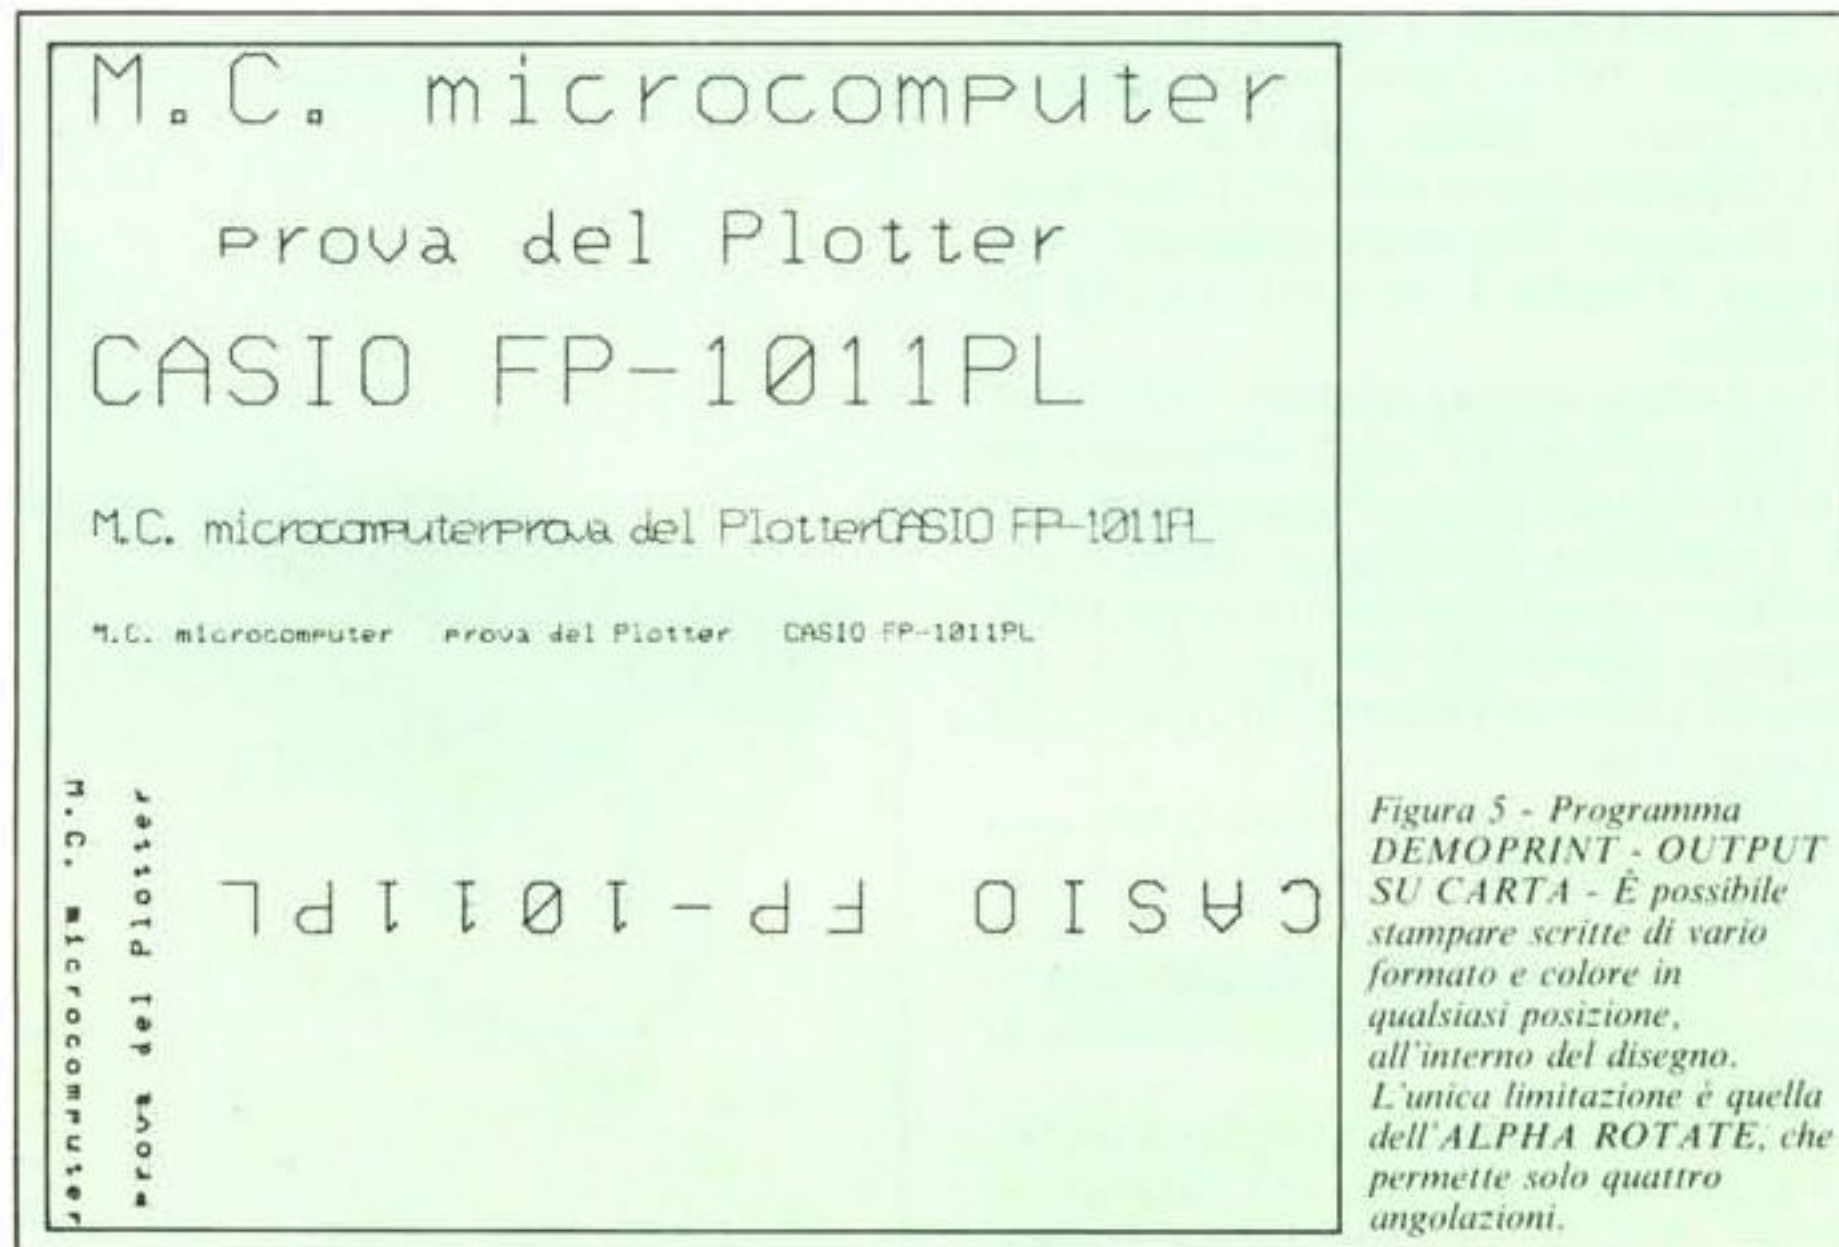 M.C. microcomputer
prova del Plotter
CASIO FP-1011PL
M.C. microcomputerprova del PlotterCASIO FP-1011PL
M.C. microcomputer prova del Plotter CASIO FP-1011PL
M.C. microcomputer
prova del Plotter
CASIO FP-1011PL
Figura 5 - Programma
DEMOPRINT - OUTPUT
SU CARTA - È possibile
stampare scritte di vario
formato e colore in
qualsiasi posizione,
all'interno del disegno.
L'unica limitazione è quella
dell'ALPHA ROTATE, che
permette solo quattro
angolazioni.